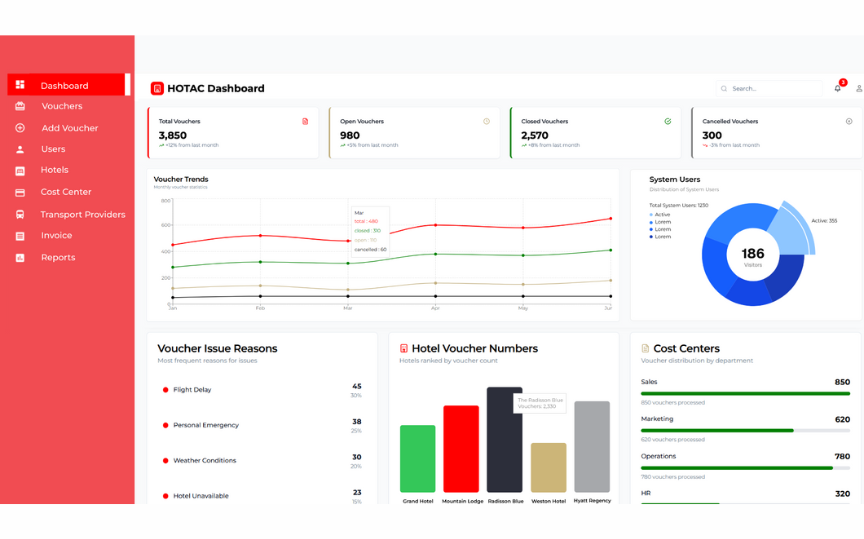 Dashboard
Vouchers
Add Voucher
Users
Hotels
Cost Center
Transport Providers
Invoice
Reports
HOTAC Dashboard
Search...
3
Total Vouchers
3,850
+12% from last month
Open Vouchers
980
+5% from last month
Closed Vouchers
2,570
+8% from last month
Cancelled Vouchers
300
-3% from last month
Voucher Trends
Monthly voucher statistics
800
600
400
200
0
Jan
Feb
Mar
Apr
May
Jun
Mar
total : 480
closed : 310
open : 110
cancelled : 60
System Users
Distribution of System Users
Total System Users: 1230
Active
Lorem
Lorem
Lorem
186
Visitors
Active: 355
Voucher Issue Reasons
Most frequent reasons for issues
Flight Delay
45
30%
Personal Emergency
38
25%
Weather Conditions
30
20%
Hotel Unavailable
23
15%
Hotel Voucher Numbers
Hotels ranked by voucher count
The Radisson Blue
Vouchers: 2,230
Grand Hotel
Mountain Lodge
Radisson Blue
Weston Hotel
Hyatt Regency
Cost Centers
Voucher distribution by department
Sales
850
850 vouchers processed
Marketing
620
620 vouchers processed
Operations
780
780 vouchers processed
HR
320